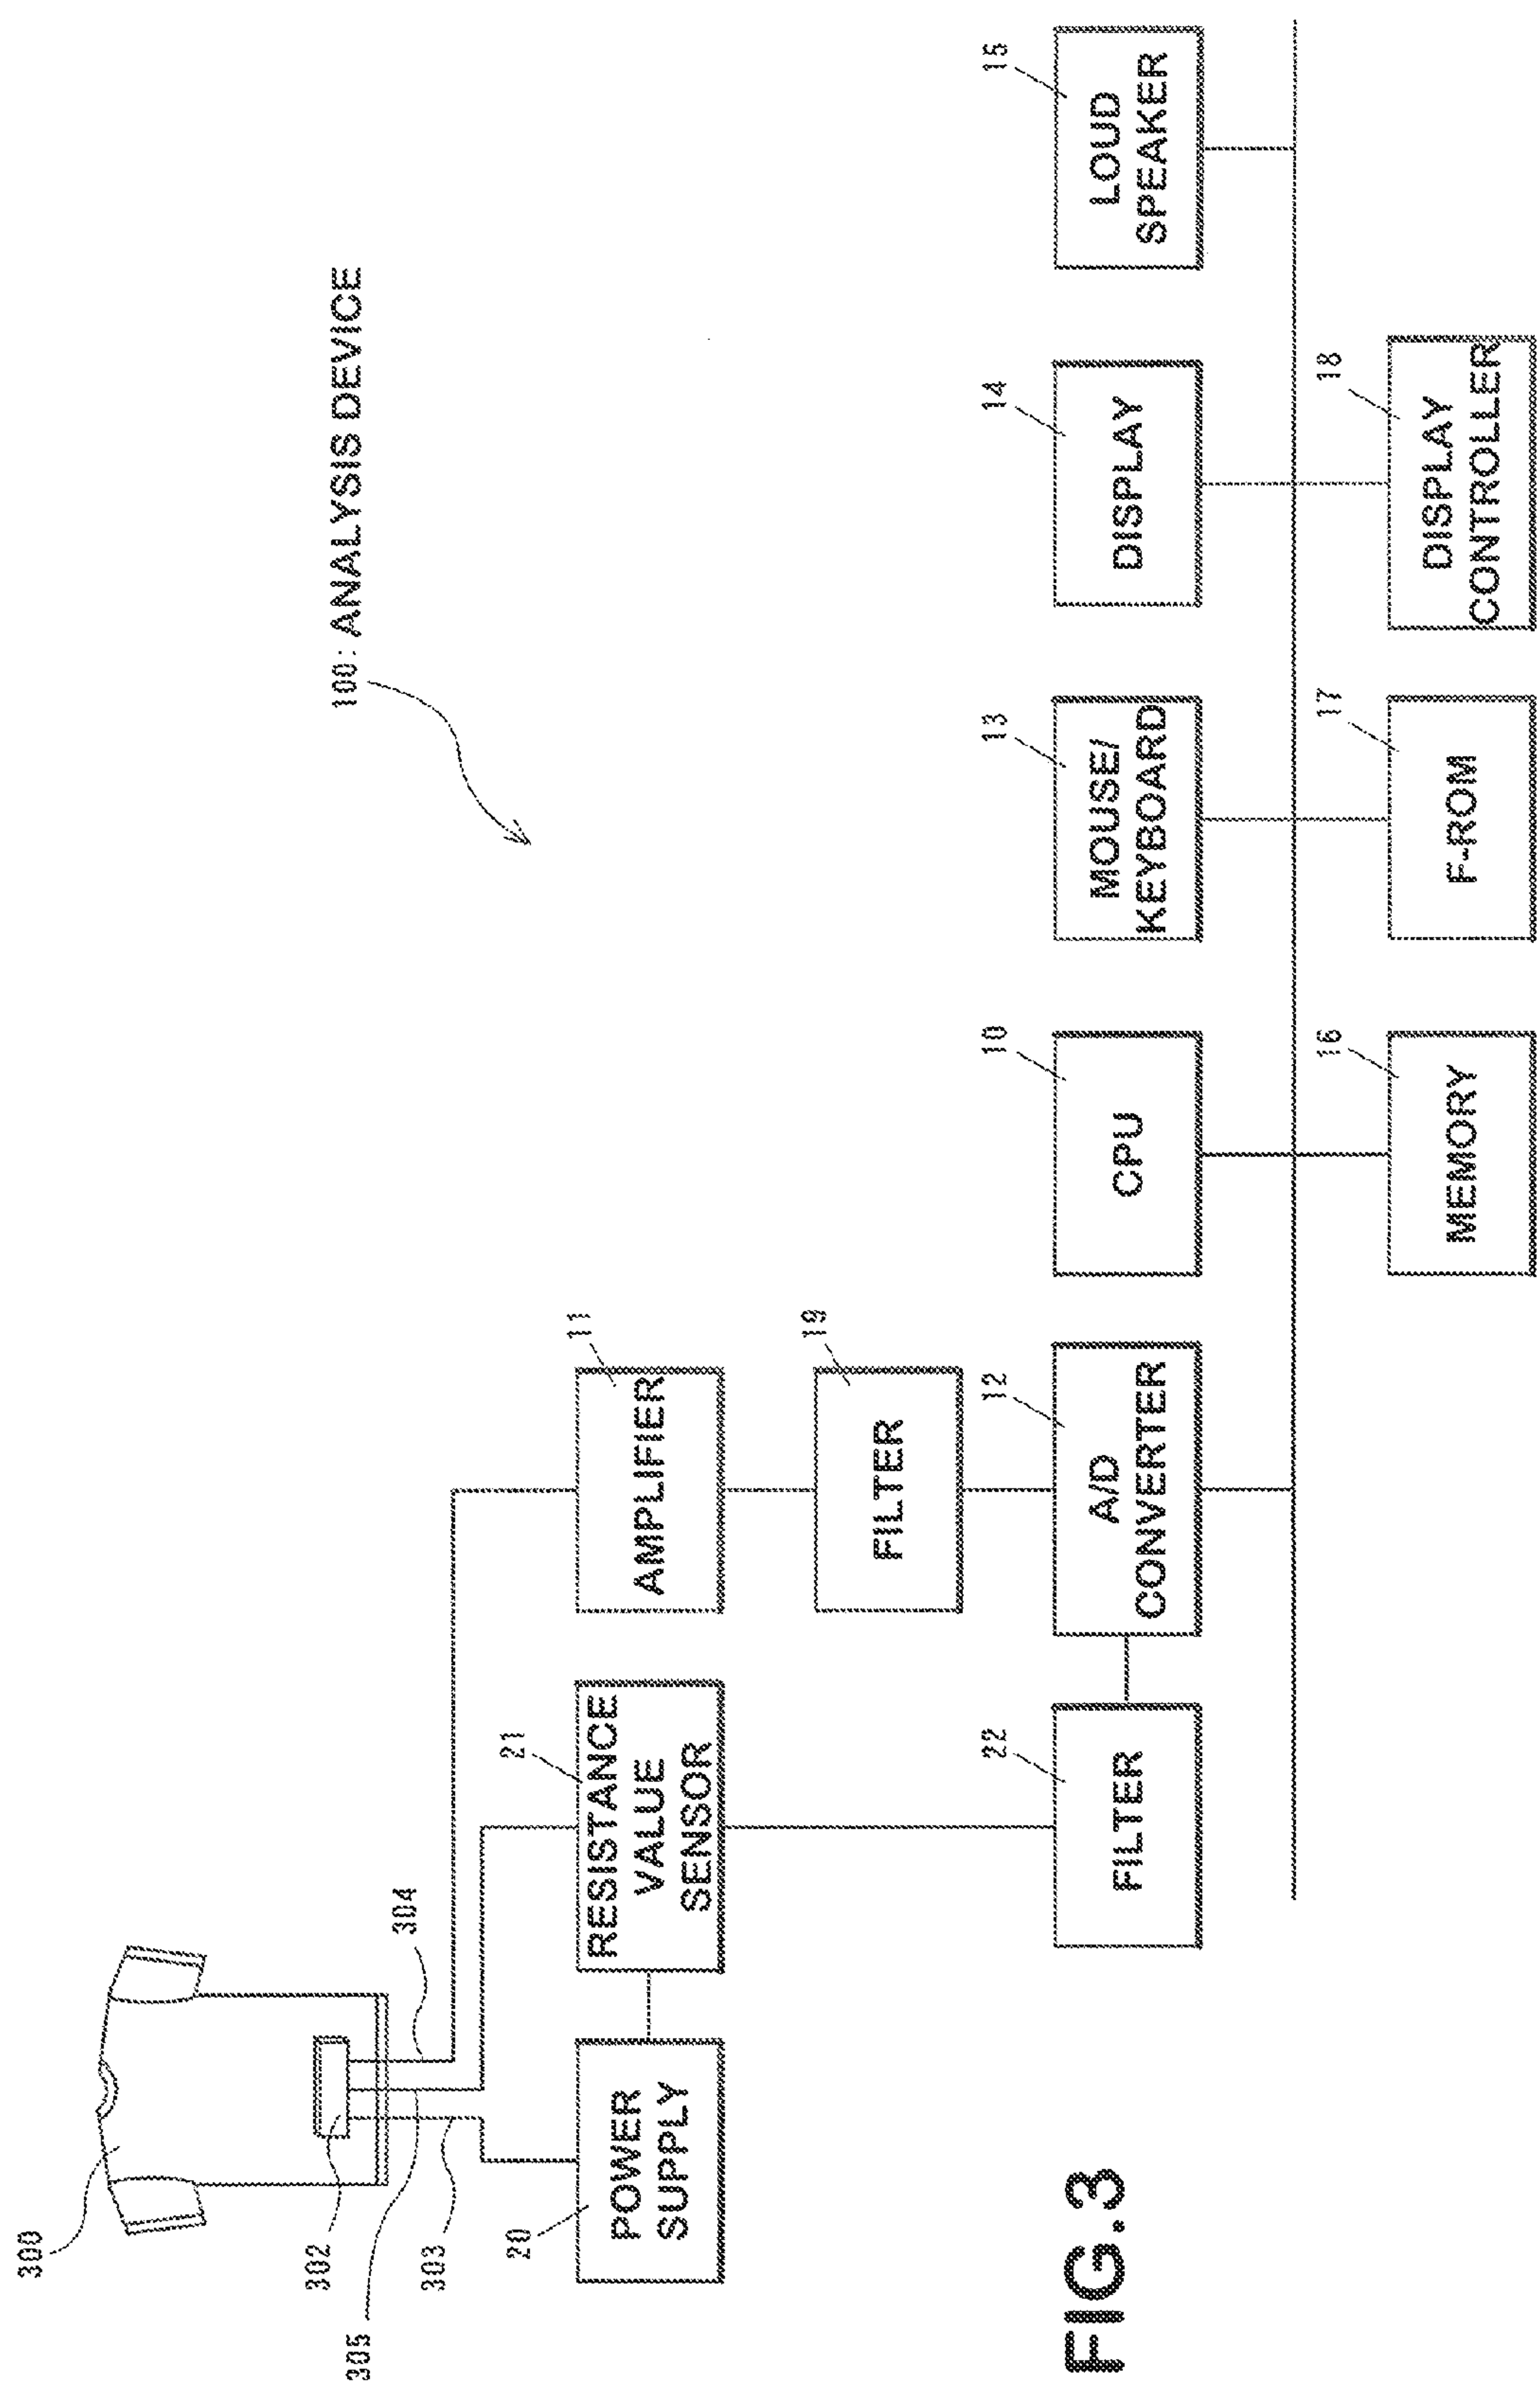 100: ANALYSIS DEVICE
300
302
305
303
304
20
POWER
SUPPLY
21
RESISTANCE
VALUE
SENSOR
11
AMPLIFIER
19
FILTER
22
FILTER
12
A/D
CONVERTER
10
CPU
13
MOUSE/
KEYBOARD
14
DISPLAY
15
LOUD
SPEAKER
16
MEMORY
17
F-ROM
18
DISPLAY
CONTROLLER
FIG.3